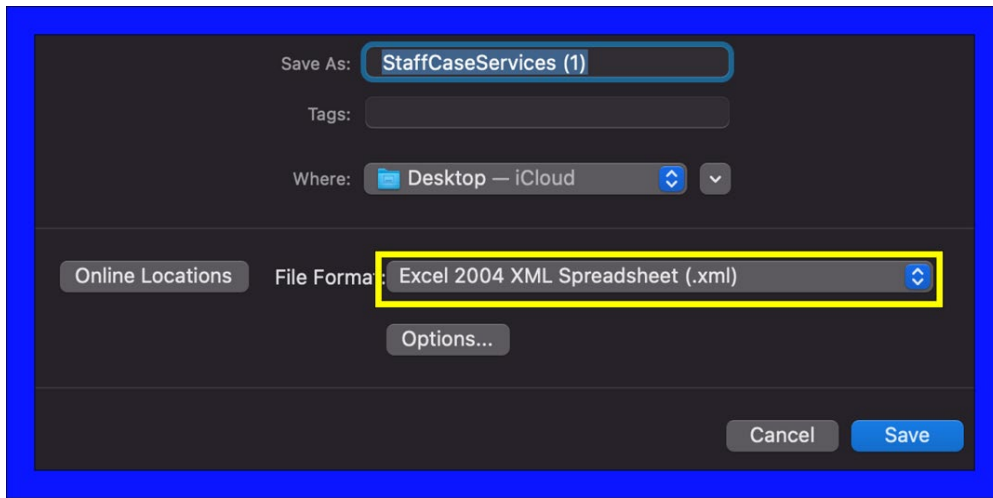 Save As: StaffCaseServices (1)
Tags:
Where: Desktop — iCloud
Online Locations File Format: Excel 2004 XML Spreadsheet (.xml)
Options...
Cancel Save